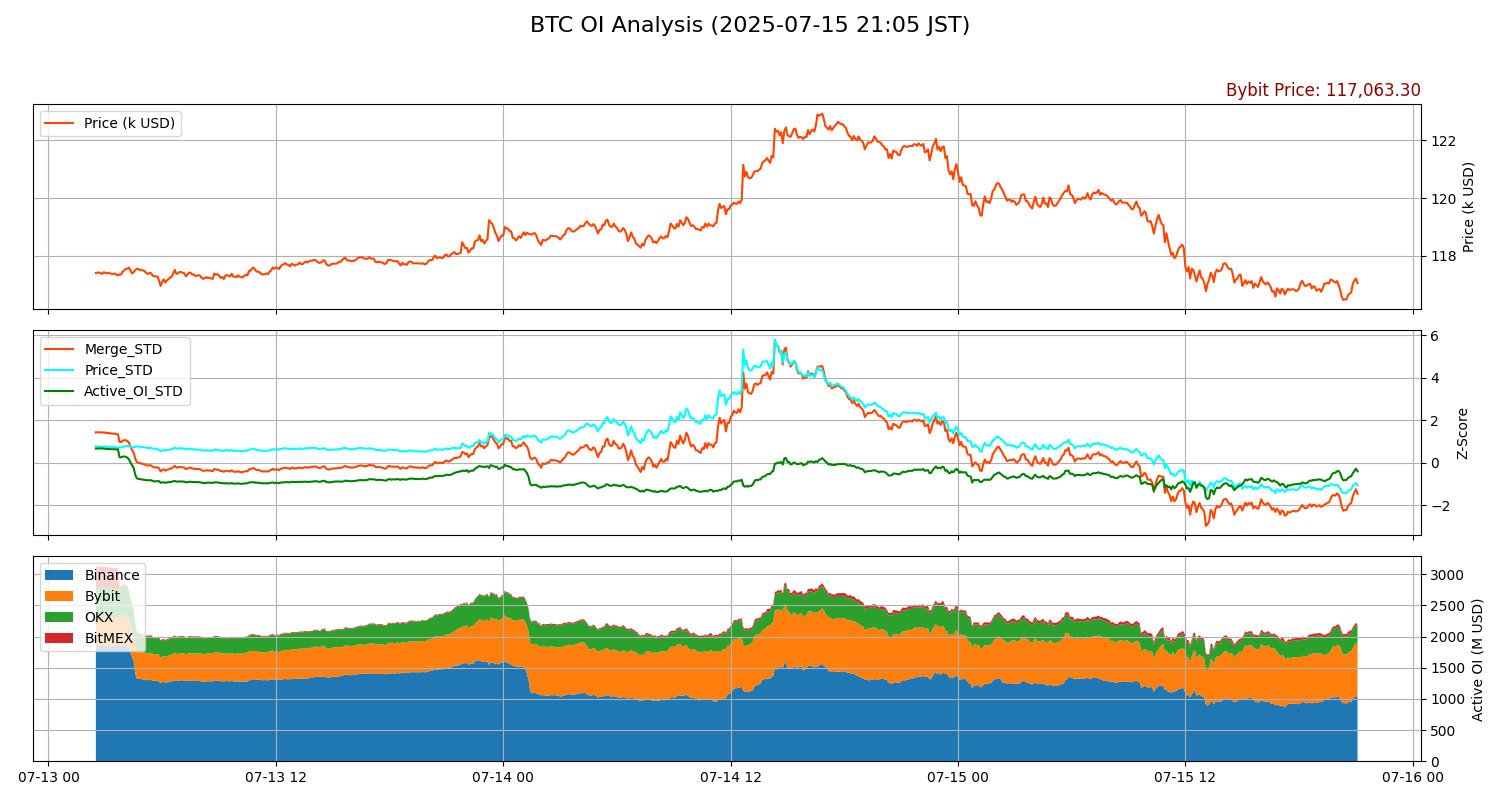 BTC OI Analysis (2025-07-15 21:05 JST)
Bybit Price: 117,063.30
Price (k USD)
122
120
118
Price (k USD)
Merge_STD
Price_STD
Active_OI_STD
6
4
2
0
−2
Z-Score
Binance
Bybit
OKX
BitMEX
3000
2500
2000
1500
1000
500
0
Active OI (M USD)
07-13 00
07-13 12
07-14 00
07-14 12
07-15 00
07-15 12
07-16 00